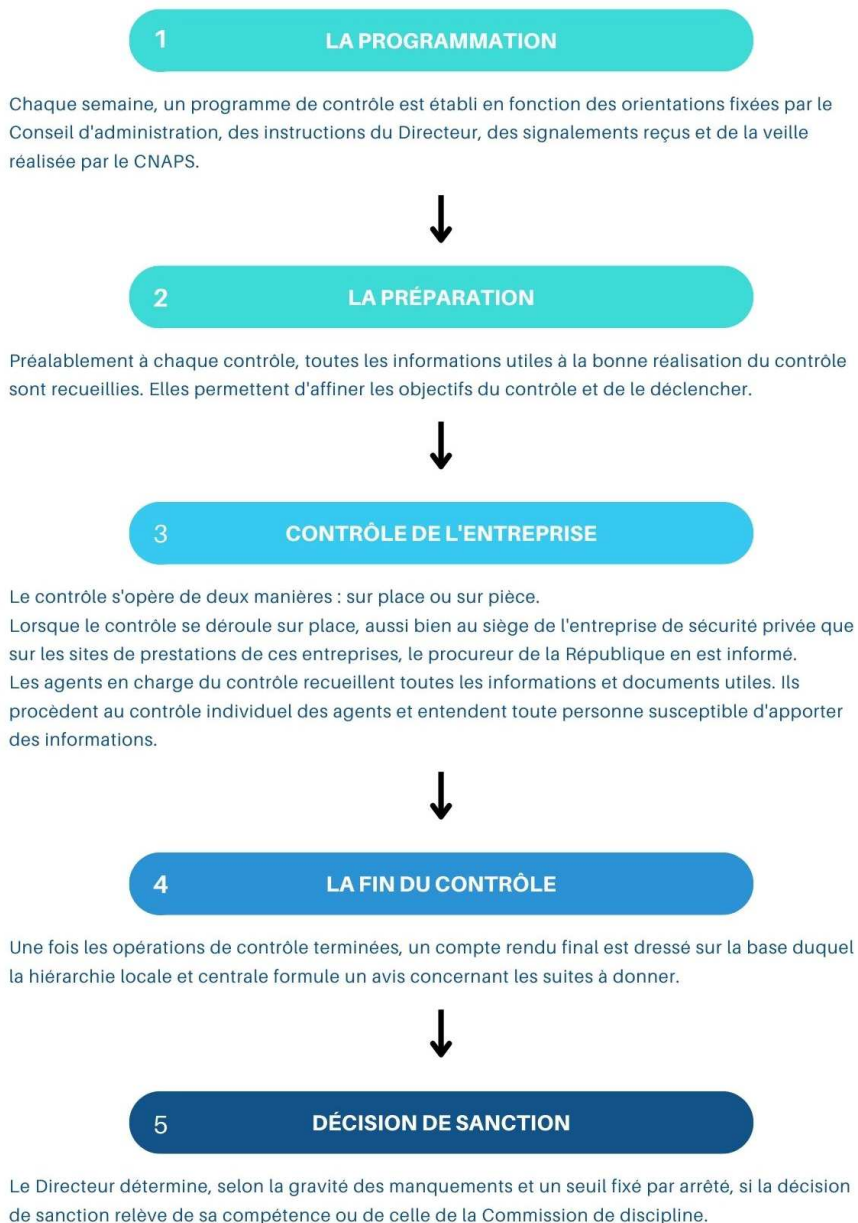 1 LA PROGRAMMATION
Chaque semaine, un programme de contrôle est établi en fonction des orientations fixées par le
Conseil d'administration, des instructions du Directeur, des signalements reçus et de la veille
réalisée par le CNAPS.
2 LA PRÉPARATION
Préalablement à chaque contrôle, toutes les informations utiles à la bonne réalisation du contrôle
sont recueillies. Elles permettent d'affiner les objectifs du contrôle et de le déclencher.
3 CONTRÔLE DE L'ENTREPRISE
Le contrôle s'opère de deux manières : sur place ou sur pièce.
Lorsque le contrôle se déroule sur place, aussi bien au siège de l'entreprise de sécurité privée que
sur les sites de prestations de ces entreprises, le procureur de la République en est informé.
Les agents en charge du contrôle recueillent toutes les informations et documents utiles. Ils
procèdent au contrôle individuel des agents et entendent toute personne susceptible d'apporter
des informations.
4 LA FIN DU CONTRÔLE
Une fois les opérations de contrôle terminées, un compte rendu final est dressé sur la base duquel
la hiérarchie locale et centrale formule un avis concernant les suites à donner.
5 DÉCISION DE SANCTION
Le Directeur détermine, selon la gravité des manquements et un seuil fixé par arrêté, si la décision
de sanction relève de sa compétence ou de celle de la Commission de discipline.